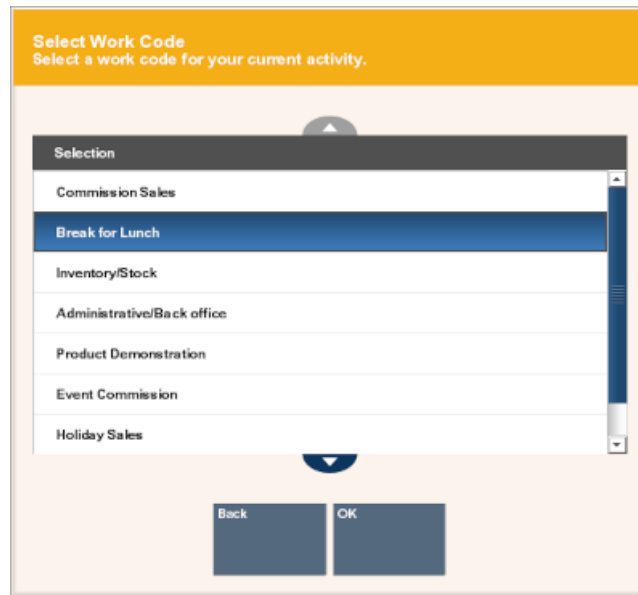 Select Work Code
Select a work code for your current activity.
Selection
Commission Sales
Break for Lunch
Inventory/Stock
Administrative/Back office
Product Demonstration
Event Commission
Holiday Sales
Back OK